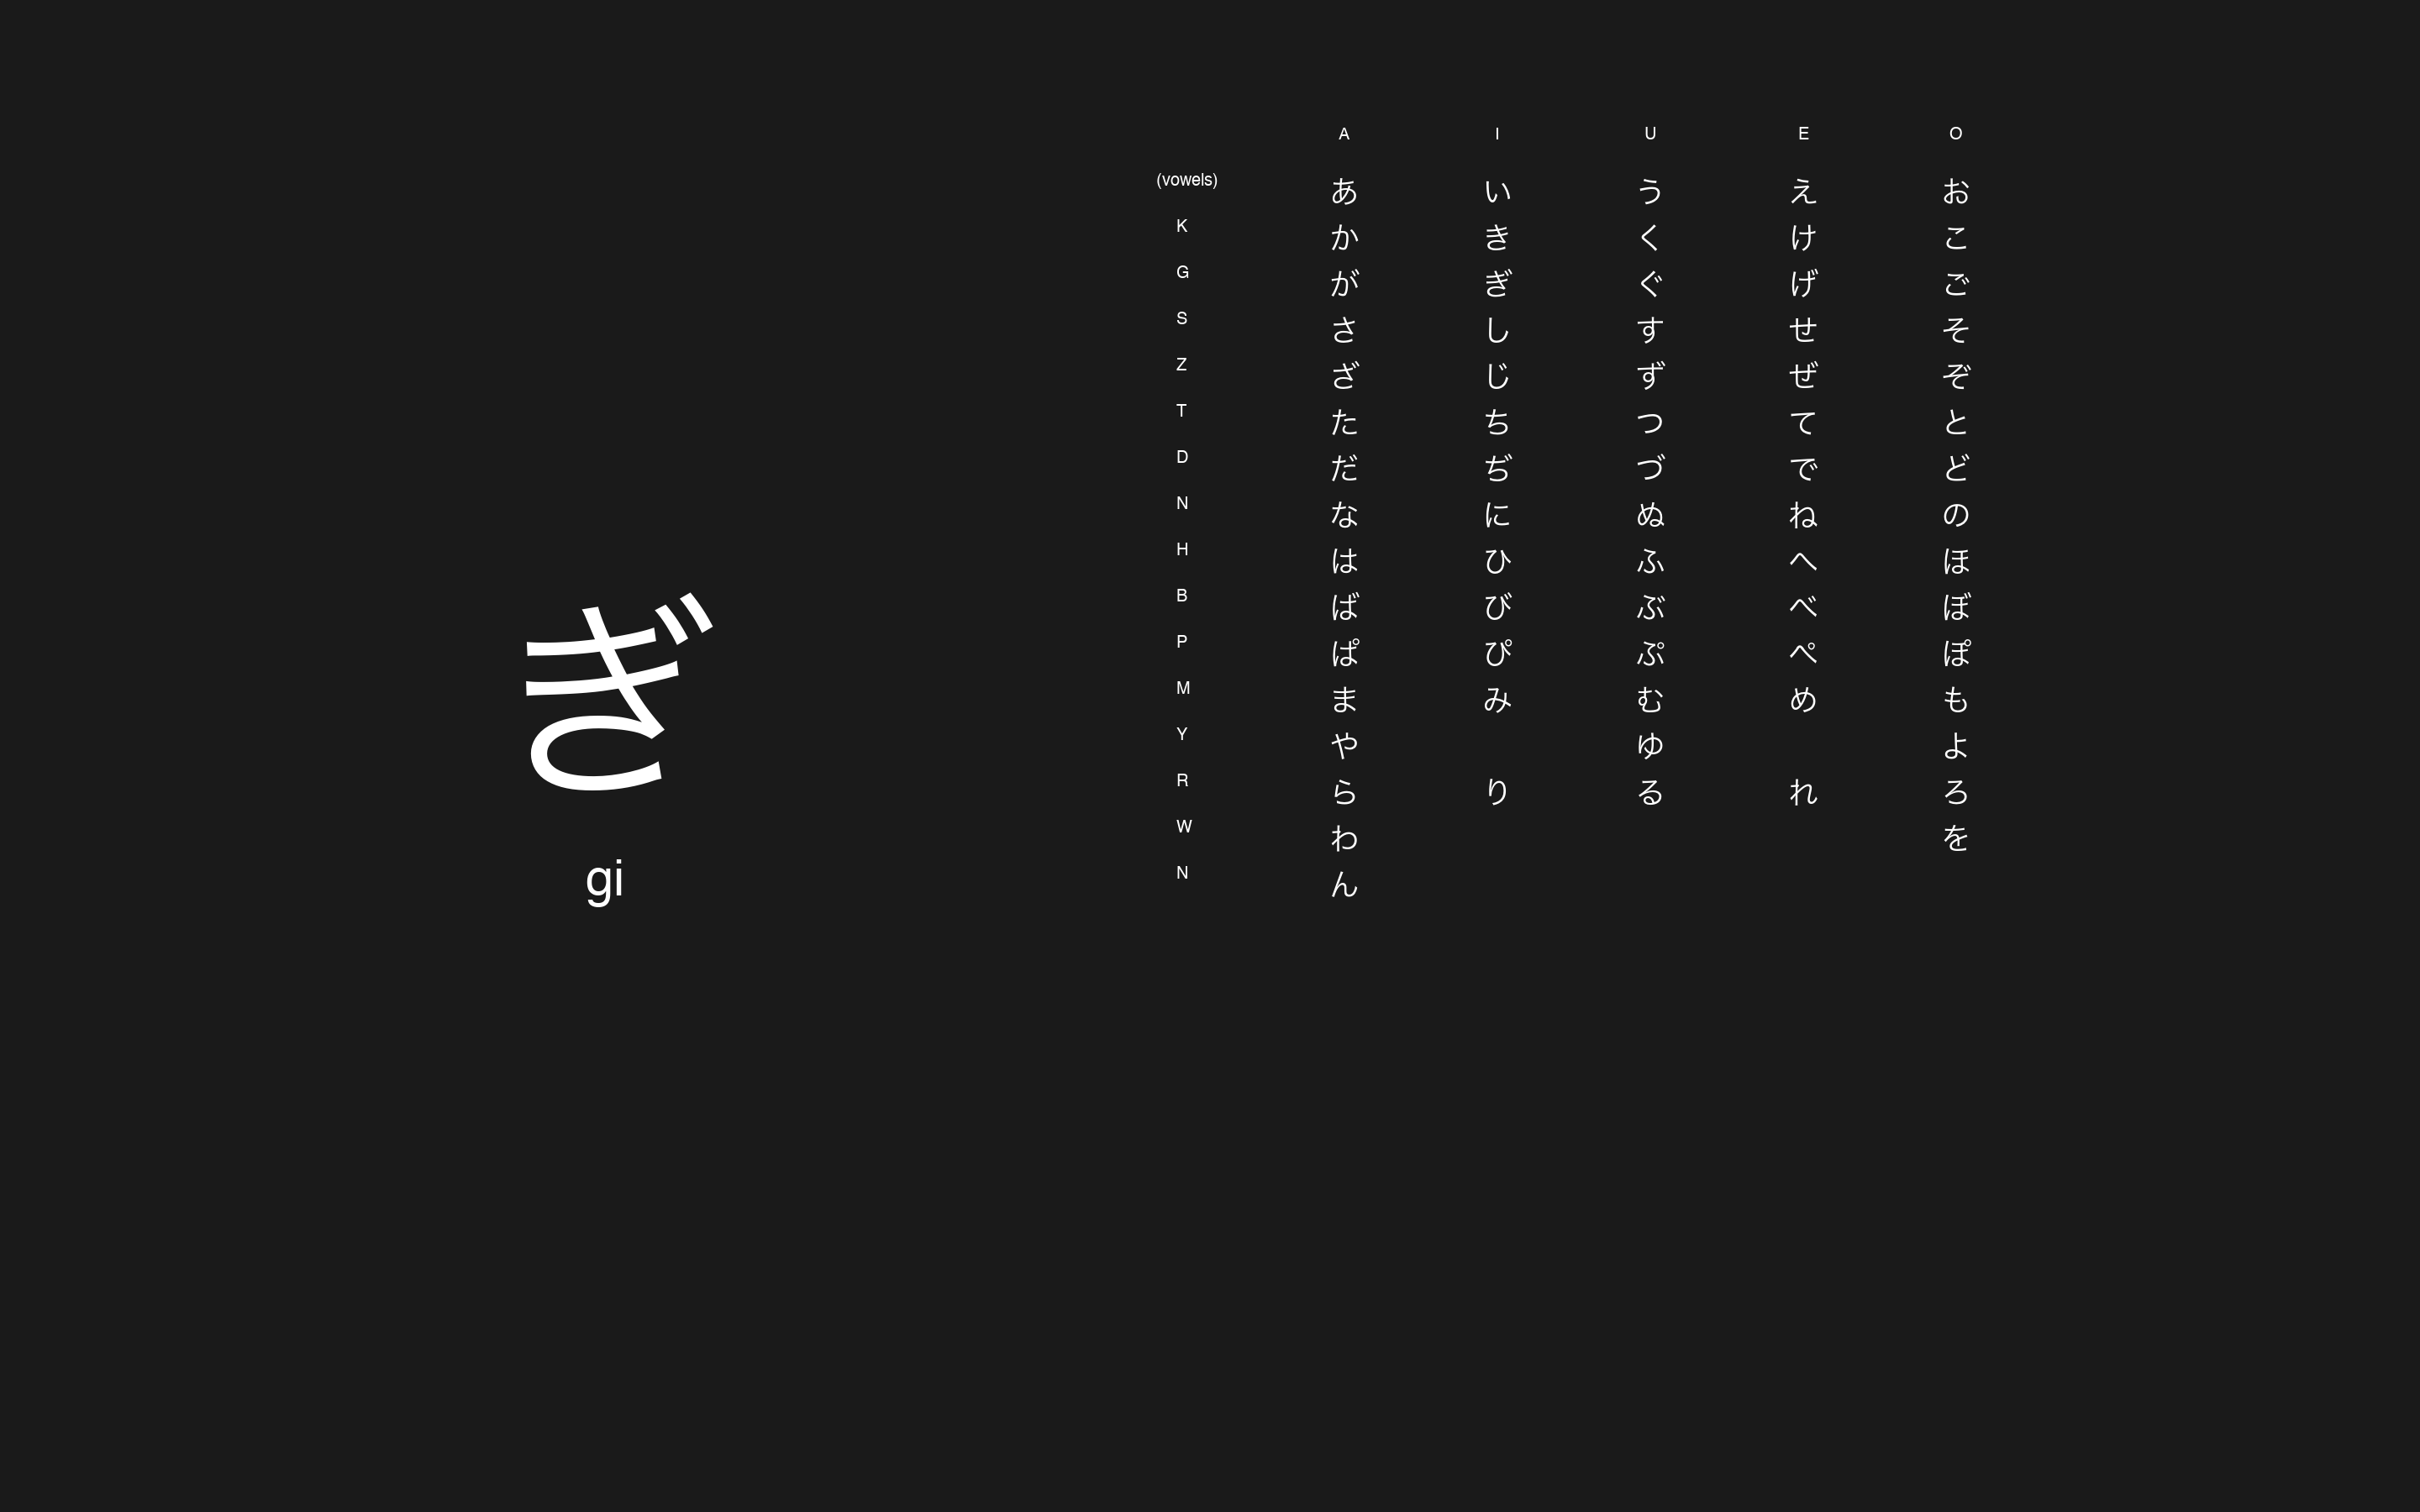 ぎ
gi
A I U E O
(vowels) あ い う え お
K か き く け こ
G が ぎ ぐ げ ご
S さ し す せ そ
Z ざ じ ず ぜ ぞ
T た ち つ て と
D だ ぢ づ で ど
N な に ぬ ね の
H は ひ ふ へ ほ
B ば び ぶ べ ぼ
P ぱ ぴ ぷ ぺ ぽ
M ま み む め も
Y や ゆ よ
R ら り る れ ろ
W わ を
N ん